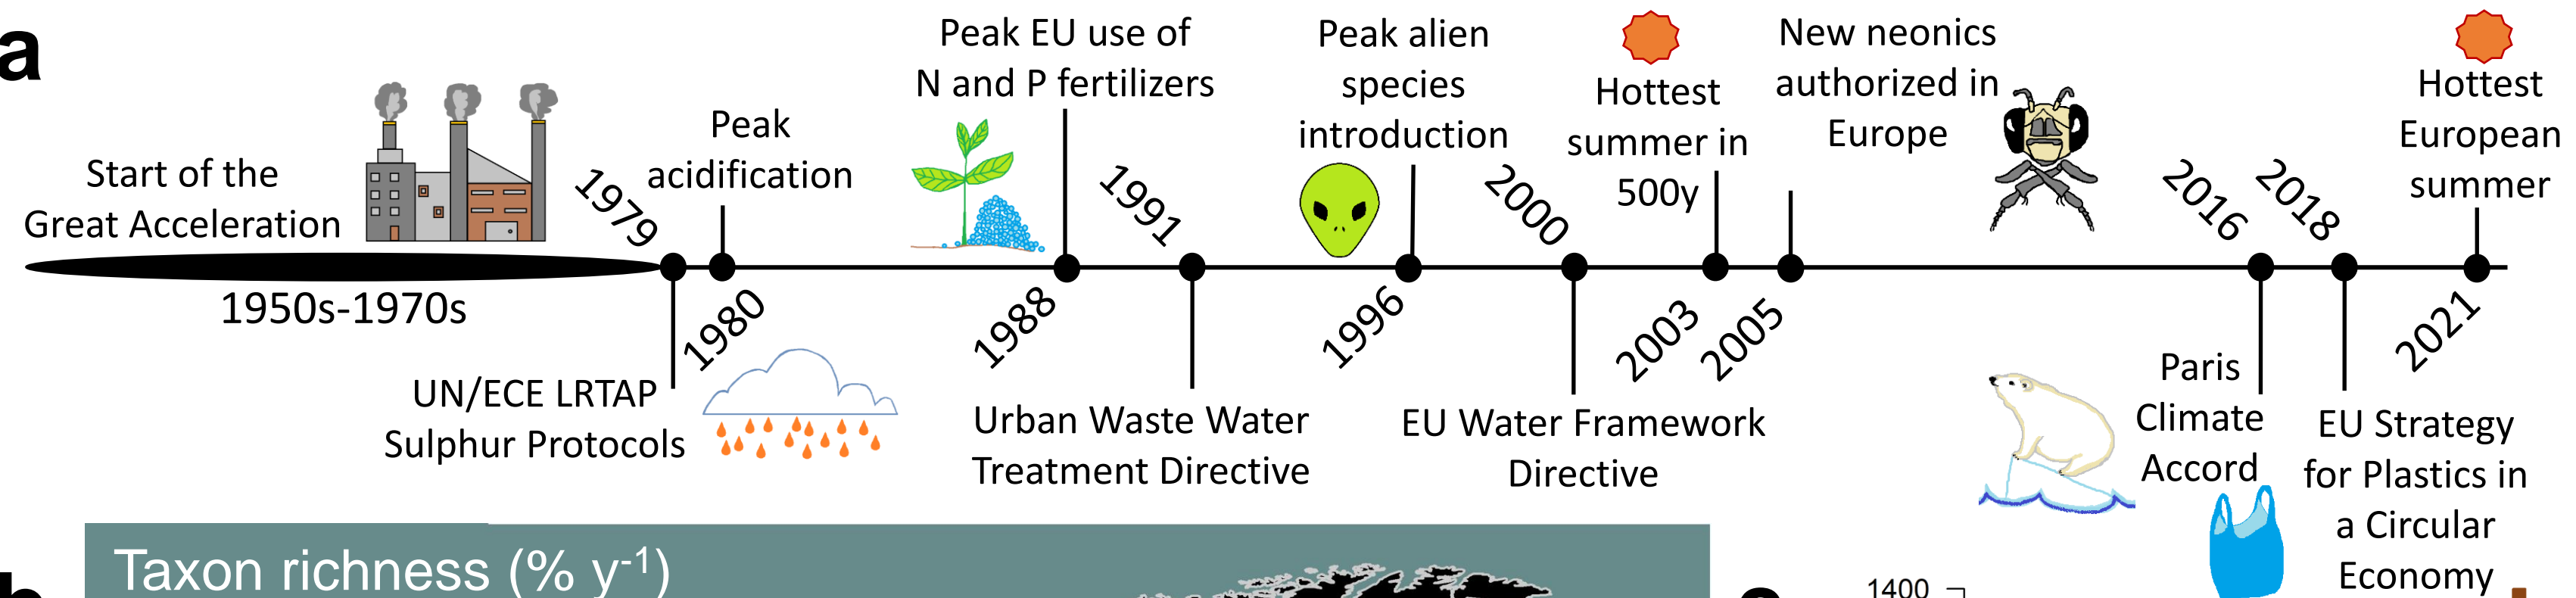 a
Start of the
Great Acceleration
1950s-1970s
1979
UN/ECE LRTAP
Sulphur Protocols
Peak
acidification
1980
Peak EU use of
N and P fertilizers
1988
1991
Urban Waste Water
Treatment Directive
Peak alien
species
introduction
1996
2000
EU Water Framework
Directive
Hottest
summer in
500y
2003
New neonics
authorized in
Europe
2005
2016
Paris
Climate
Accord
2018
EU Strategy
for Plastics in
a Circular
Economy
Hottest
European
summer
2021
Taxon richness (% y⁻¹)
1400